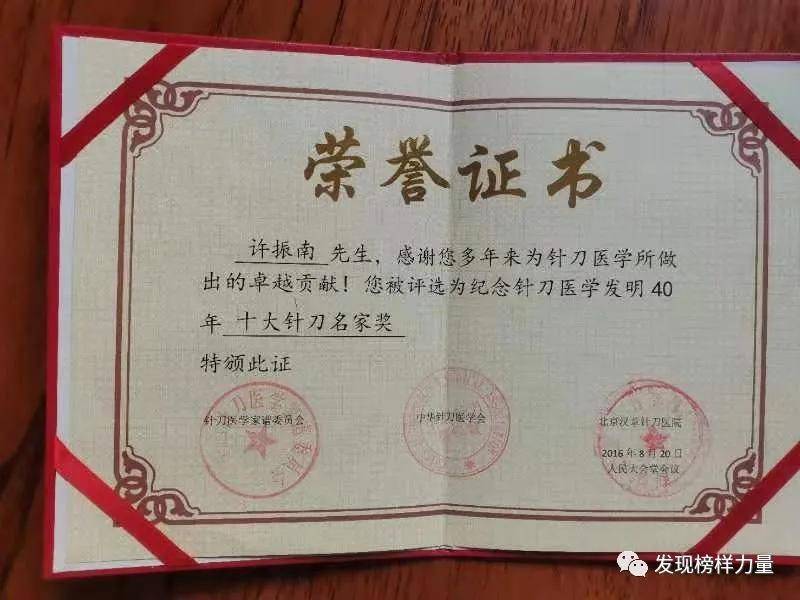 荣誉证书
许振南 先生，感谢您多年来为针刀医学所做
出的卓越贡献！您被评选为纪念针刀医学发明40
年 十大针刀名家奖
特颁此证
针刀医学家谱委员会
中华针刀医学会
北京汉章针刀医院
2016年8月20日
人民大会堂会议
发现榜样力量